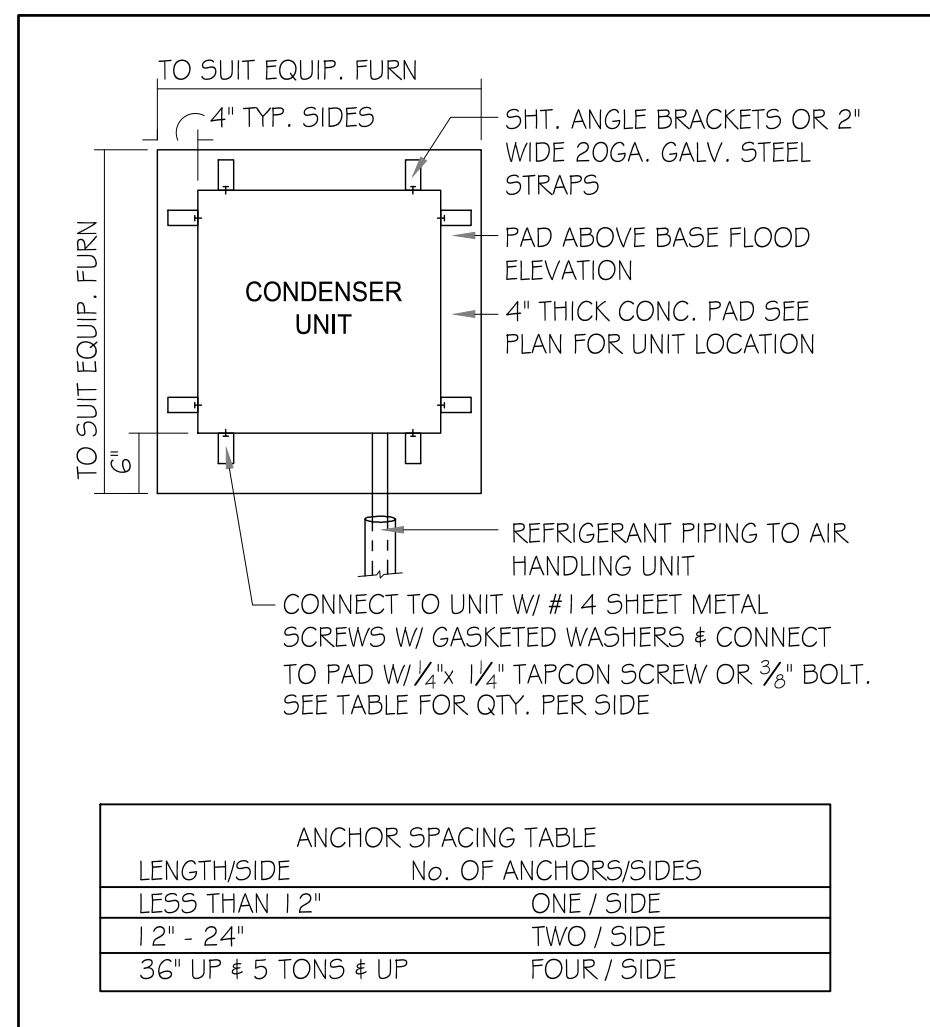 TO SUIT EQUIP. FURN
4" TYP. SIDES
SHT. ANGLE BRACKETS OR 2"
WIDE 20GA. GALV. STEEL
STRAPS
PAD ABOVE BASE FLOOD
ELEVATION
TO SUIT EQUIP. FURN
CONDENSER
UNIT
4" THICK CONC. PAD SEE
PLAN FOR UNIT LOCATION
6"
REFRIGERANT PIPING TO AIR
HANDLING UNIT
CONNECT TO UNIT W/ #14 SHEET METAL
SCREWS W/ GASKETED WASHERS & CONNECT
TO PAD W/ 1/4"x 1 1/4" TAPCON SCREW OR 3/8" BOLT.
SEE TABLE FOR QTY. PER SIDE
ANCHOR SPACING TABLE
LENGTH/SIDE No. OF ANCHORS/SIDES
LESS THAN 12" ONE / SIDE
12" - 24" TWO / SIDE
36" UP & 5 TONS & UP FOUR / SIDE